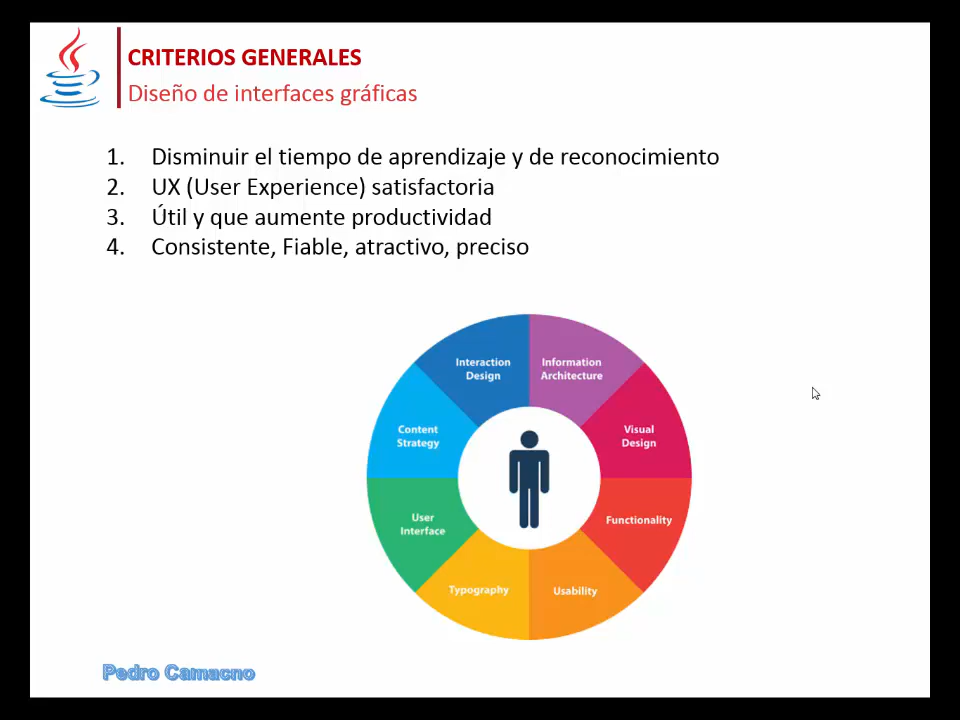 CRITERIOS GENERALES
Diseño de interfaces gráficas
1. Disminuir el tiempo de aprendizaje y de reconocimiento
2. UX (User Experience) satisfactoria
3. Útil y que aumente productividad
4. Consistente, Fiable, atractivo, preciso
Interaction
Design
Information
Architecture
Content
Strategy
Visual
Design
User
Interface
Functionality
Typography
Usability
Pedro Camacno